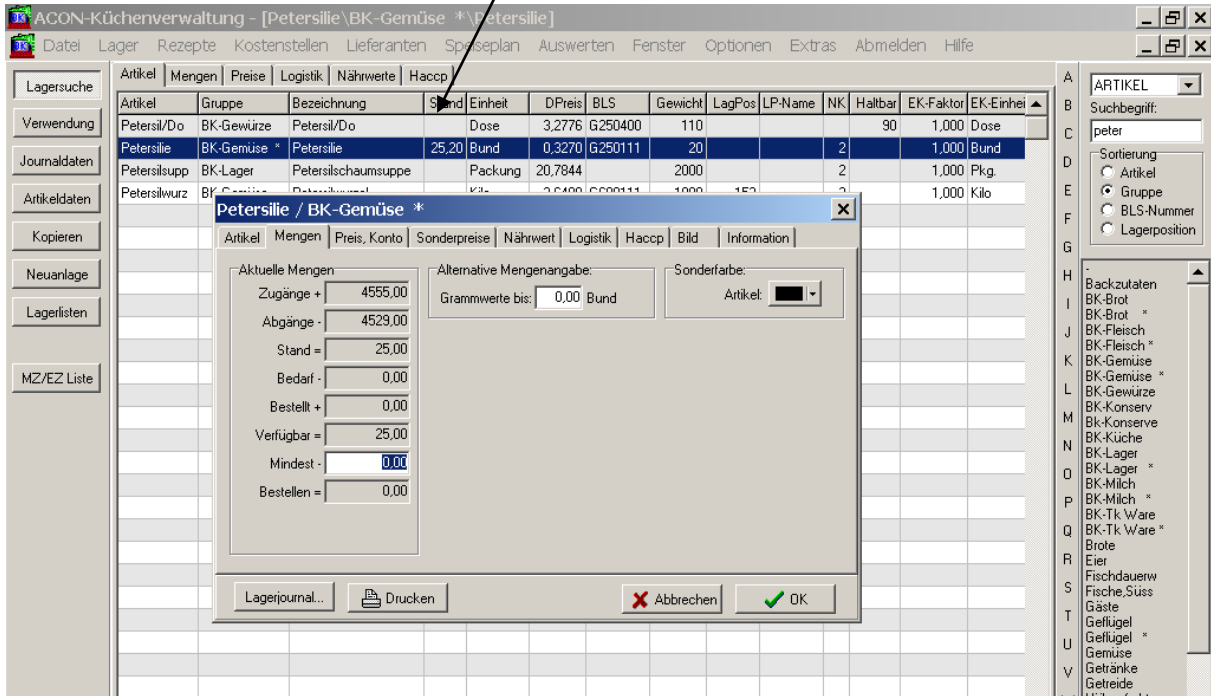 ACON-Küchenverwaltung - [Petersilie\BK-Gemüse *\Petersilie]
Datei Lager Rezepte Kostenstellen Lieferanten Speiseplan Auswerten Fenster Optionen Extras Abmelden Hilfe
Lagersuche
Verwendung
Journaldaten
Artikeldaten
Kopieren
Neuanlage
Lagerlisten
MZ/EZ Liste
Artikel Mengen Preise Logistik Nährwerte Haccp
Artikel Gruppe Bezeichnung Stand Einheit DPreis BLS Gewicht LagPos LP-Name NK Haltbar EK-Faktor EK-Einhei
Petersil/Do BK-Gewürze Petersil/Do Dose 3,2776 G250400 110 90 1,000 Dose
Petersilie BK-Gemüse * Petersilie 25,20 Bund 0,3270 G250111 20 2 1,000 Bund
Petersilsupp BK-Lager Petersilschaumsuppe Packung 20,7844 2000 2 1,000 Pkg.
Petersilwurz 1,000 Kilo
Petersilie / BK-Gemüse *
Artikel Mengen Preis, Konto Sonderpreise Nährwert Logistik Haccp Bild Information
Aktuelle Mengen
Zugänge + 4555,00
Abgänge - 4529,00
Stand = 25,00
Bedarf - 0,00
Bestellt + 0,00
Verfügbar = 25,00
Mindest - 0,00
Bestellen = 0,00
Alternative Mengenangabe:
Grammwerte bis: 0,00 Bund
Sonderfarbe:
Artikel:
Lagerjournal... Drucken Abbrechen OK
A
B
C
D
E
F
G
H
I
J
K
L
M
N
O
P
Q
R
S
T
U
V
ARTIKEL
Suchbegriff:
peter
Sortierung
Artikel
Gruppe
BLS-Nummer
Lagerposition
-
Backzutaten
BK-Brot
BK-Brot *
BK-Fleisch
BK-Fleisch *
BK-Gemüse
BK-Gemüse *
BK-Gewürze
BK-Konserv
Bk-Konserve
BK-Küche
BK-Lager
BK-Lager *
BK-Milch
BK-Milch *
BK-Tk Ware
BK-Tk Ware *
Brote
Eier
Fischdauerw
Fische,Süss
Gäste
Geflügel
Geflügel *
Gemüse
Getränke
Getreide